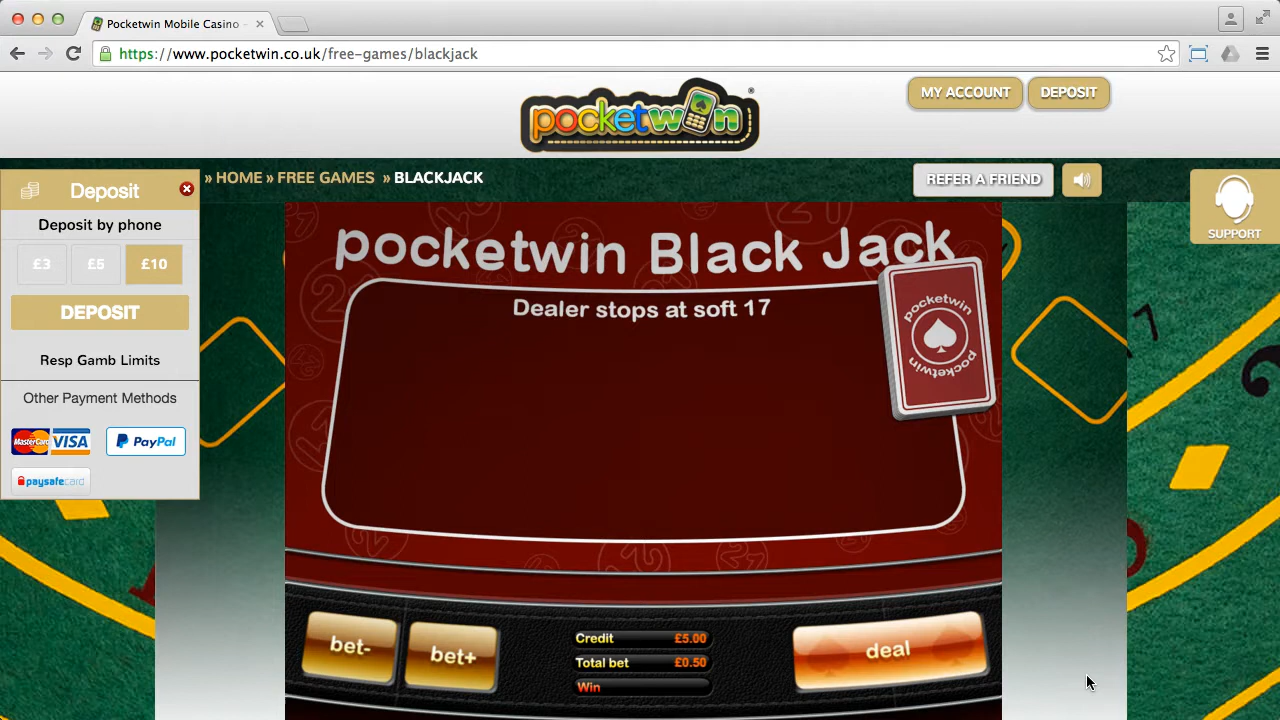 Pocketwin Mobile Casino -
https://www.pocketwin.co.uk/free-games/blackjack
pocketwin
®
MY ACCOUNT
DEPOSIT
» HOME » FREE GAMES » BLACKJACK
REFER A FRIEND
SUPPORT
Deposit
Deposit by phone
£3 £5 £10
DEPOSIT
Resp Gamb Limits
Other Payment Methods
MasterCard VISA PayPal
paysafecard
pocketwin Black Jack
Dealer stops at soft 17
pocketwin
pocketwin
bet-
bet+
Credit £5.00
Total bet £0.50
Win
deal